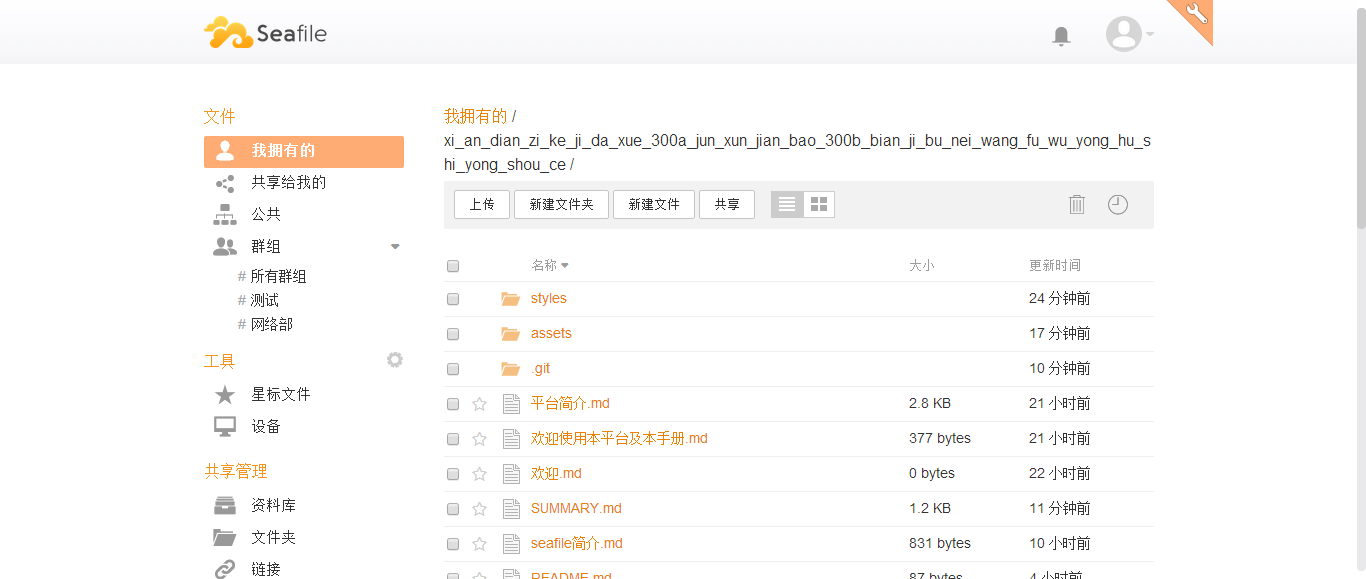 Seafile
文件
我拥有的
共享给我的
公共
群组
# 所有群组
# 测试
# 网络部
工具
星标文件
设备
共享管理
资料库
文件夹
链接
我拥有的 /
xi_an_dian_zi_ke_ji_da_xue_300a_jun_xun_jian_bao_300b_bian_ji_bu_nei_wang_fu_wu_yong_hu_s
hi_yong_shou_ce /
上传 新建文件夹 新建文件 共享
名称 大小 更新时间
styles 24 分钟前
assets 17 分钟前
.git 10 分钟前
平台简介.md 2.8 KB 21 小时前
欢迎使用本平台及本手册.md 377 bytes 21 小时前
欢迎.md 0 bytes 22 小时前
SUMMARY.md 1.2 KB 11 分钟前
seafile简介.md 831 bytes 10 小时前
README.md 87 bytes 4 小时前